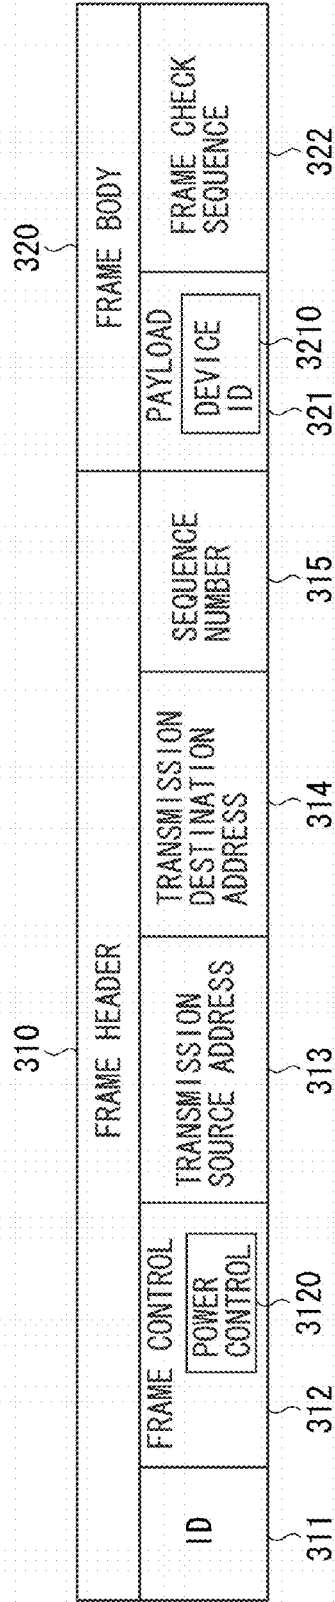 310
320
FRAME HEADER
FRAME BODY
ID
FRAME CONTROL
POWER
CONTROL
TRANSMISSION
SOURCE ADDRESS
TRANSMISSION
DESTINATION
ADDRESS
SEQUENCE
NUMBER
PAYLOAD
DEVICE
ID
FRAME CHECK
SEQUENCE
311
312
3120
313
314
315
321
3210
322